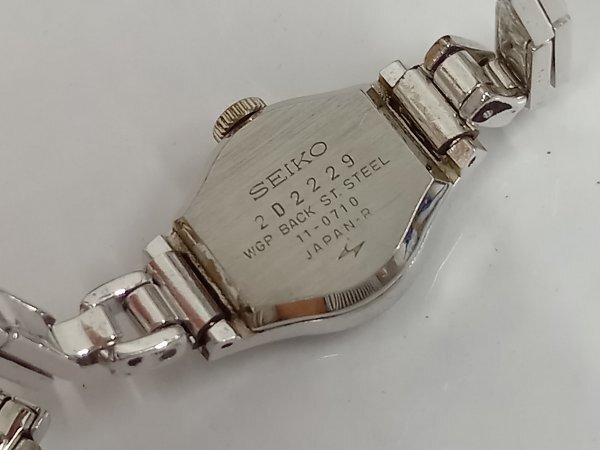 SEIKO
2D2229
WGP BACK ST. STEEL
11-0710
JAPAN-R